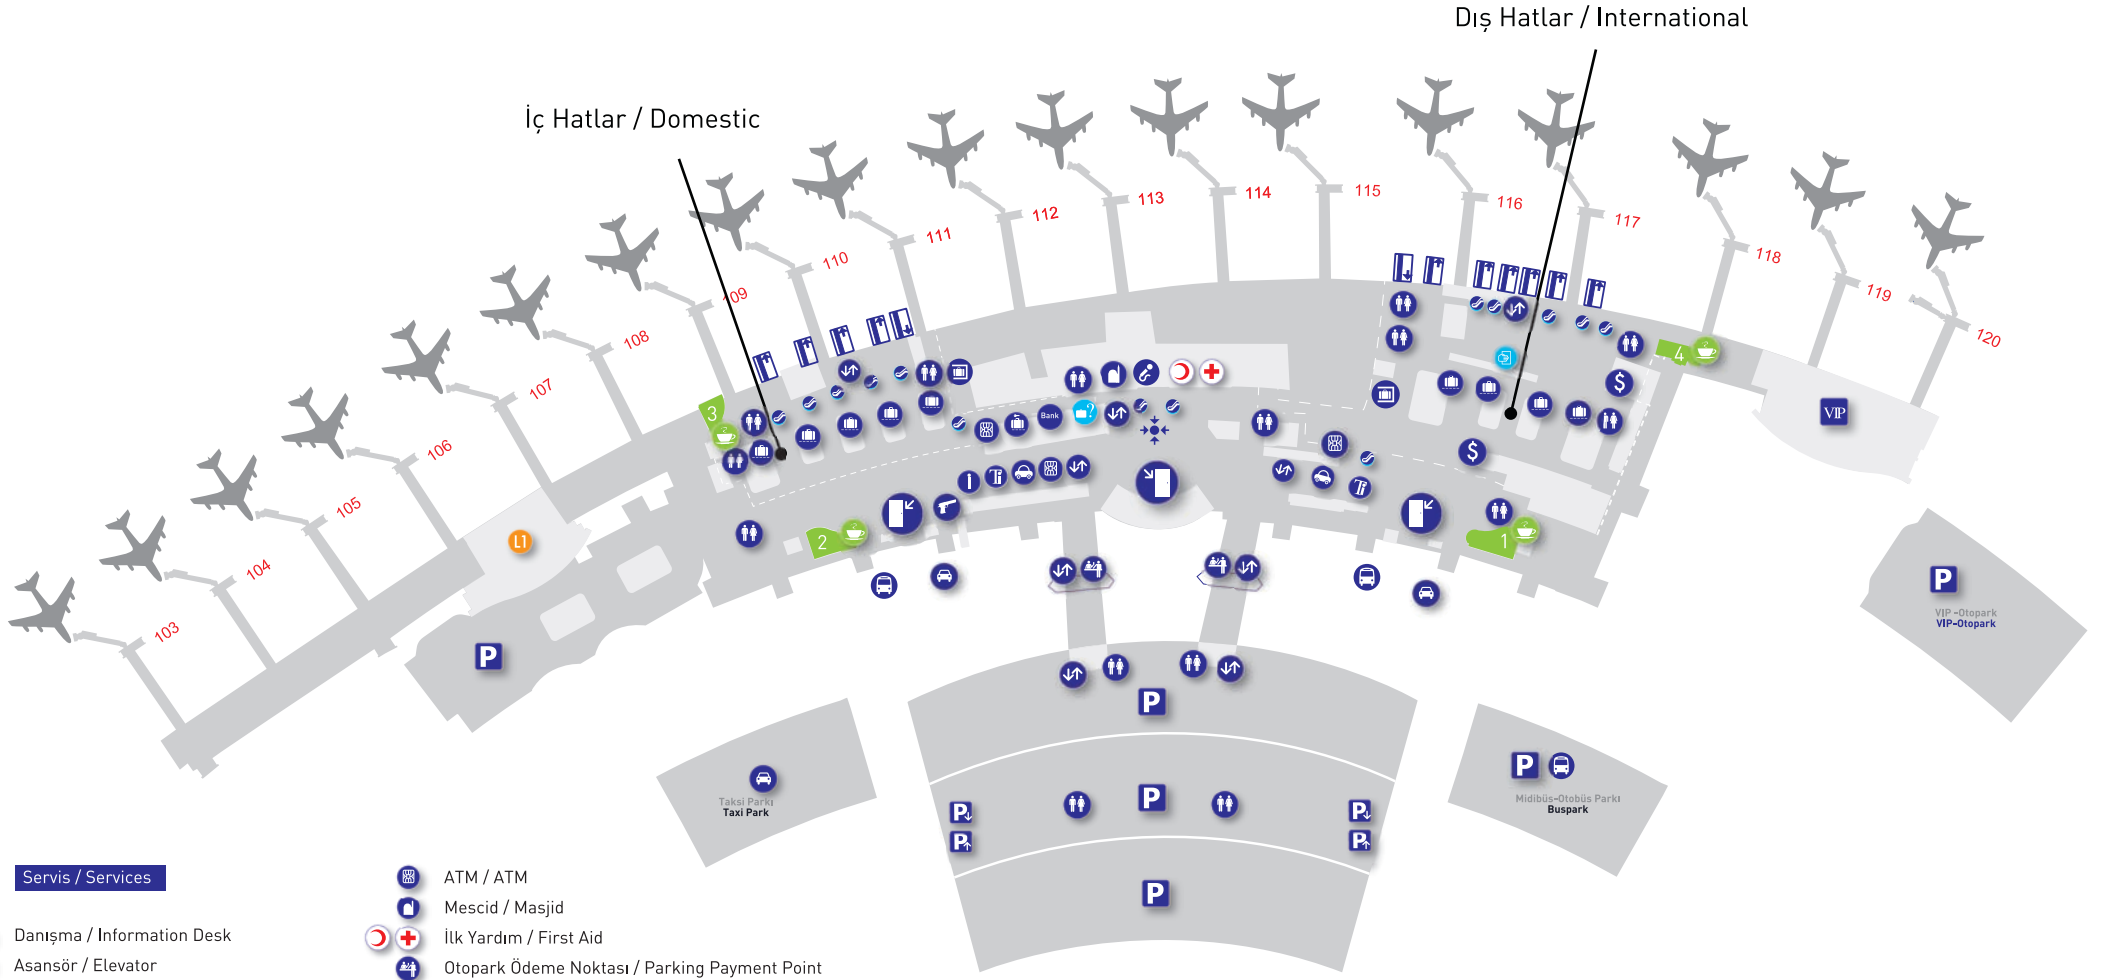 Dış Hatlar / International
İç Hatlar / Domestic
103
104
105
106
107
108
109
110
111
112
113
114
115
116
117
118
119
120
3
4
VIP
Bank
?
$
$
L1
2
1
P
P
VIP -Otopark
VIP-Otopark
P
P
Taksi Parkı
Taxi Park
P
P
P
P
P
P
Midibüs-Otobüs Parkı
Buspark
P
Servis / Services
Danışma / Information Desk
Asansör / Elevator
ATM / ATM
Mescid / Masjid
İlk Yardım / First Aid
Otopark Ödeme Noktası / Parking Payment Point